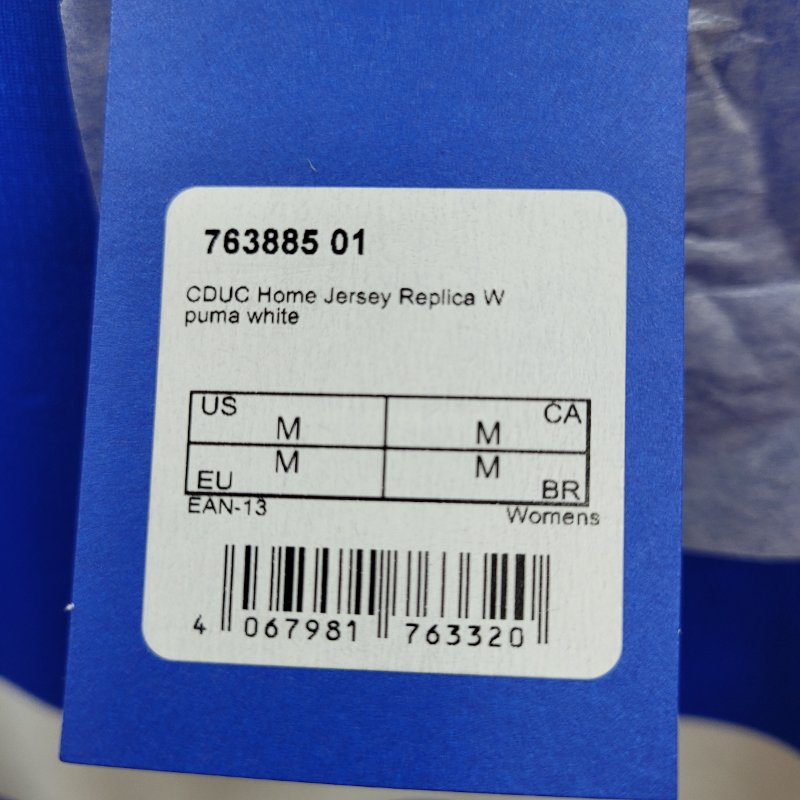 763885 01
CDUC Home Jersey Replica W
puma white
US M M CA
EU M M BR
EAN-13 Womens
4 067981 763320